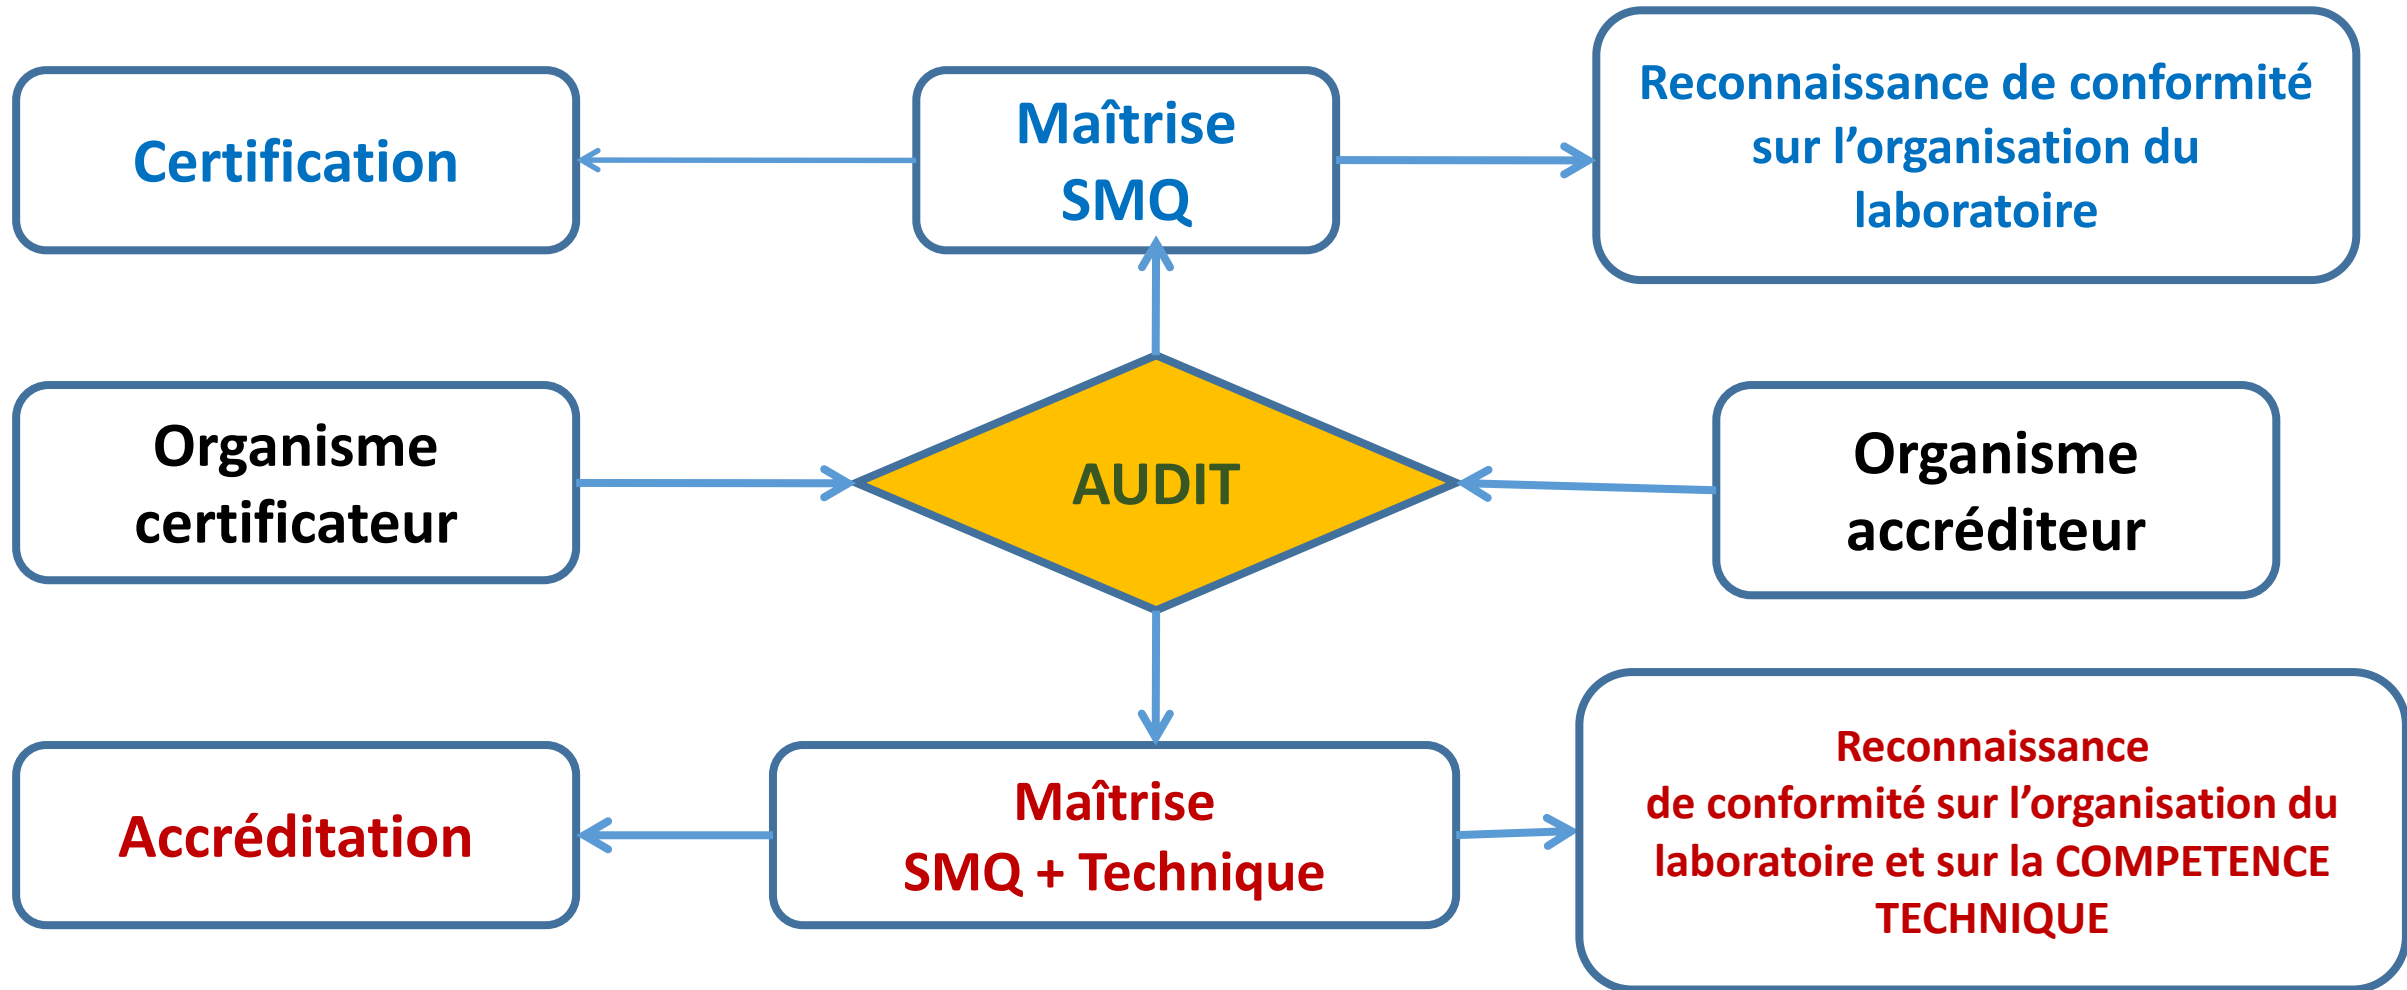 Certification
Maîtrise
SMQ
Reconnaissance de conformité
sur l’organisation du
laboratoire
Organisme
certificateur
AUDIT
Organisme
accréditeur
Accréditation
Maîtrise
SMQ + Technique
Reconnaissance
de conformité sur l’organisation du
laboratoire et sur la COMPETENCE
TECHNIQUE